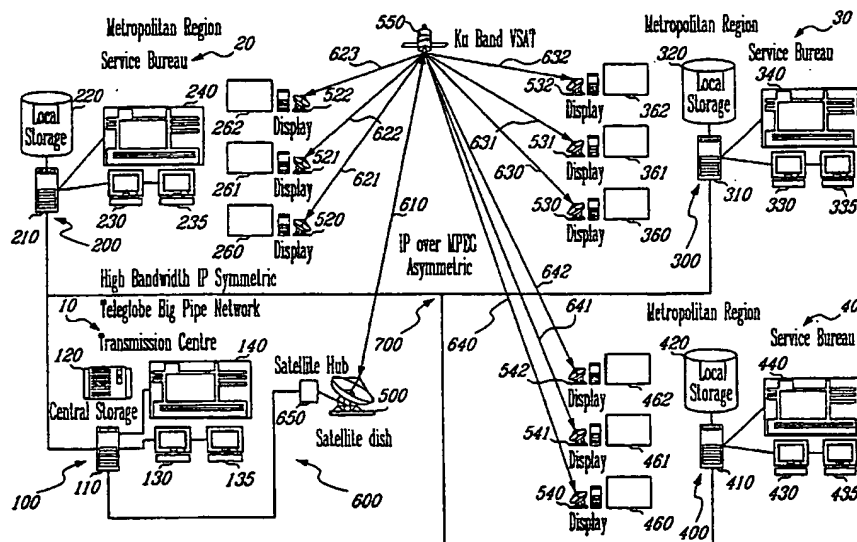 550
Metropolitan Region
20
Service Bureau
220
240
Local
Storage
210
200
230
235
Ku Band VSAT
623
632
262
522
Display
622
261
521
Display
621
260
520
Display
610
532
Display
362
631
531
Display
361
630
530
Display
360
Metropolitan Region
30
Service Bureau
320
340
Local
Storage
310
300
330
335
IP over MPEG
Asymmetric
High Bandwidth IP Symmetric
Teleglobe Big Pipe Network
700
10
Transmission Centre
120
140
Central Storage
100
110
130
135
Satellite Hub
650
500
Satellite dish
600
642
641
640
542
Display
462
541
Display
461
540
Display
460
Metropolitan Region
40
Service Bureau
420
440
Local
Storage
410
400
430
435